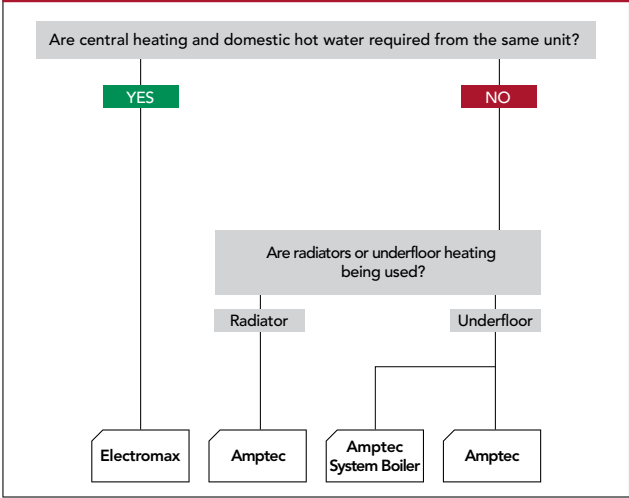 Are central heating and domestic hot water required from the same unit?
YES
NO
Are radiators or underfloor heating
being used?
Radiator
Underfloor
Electromax
Amptec
Amptec
System Boiler
Amptec